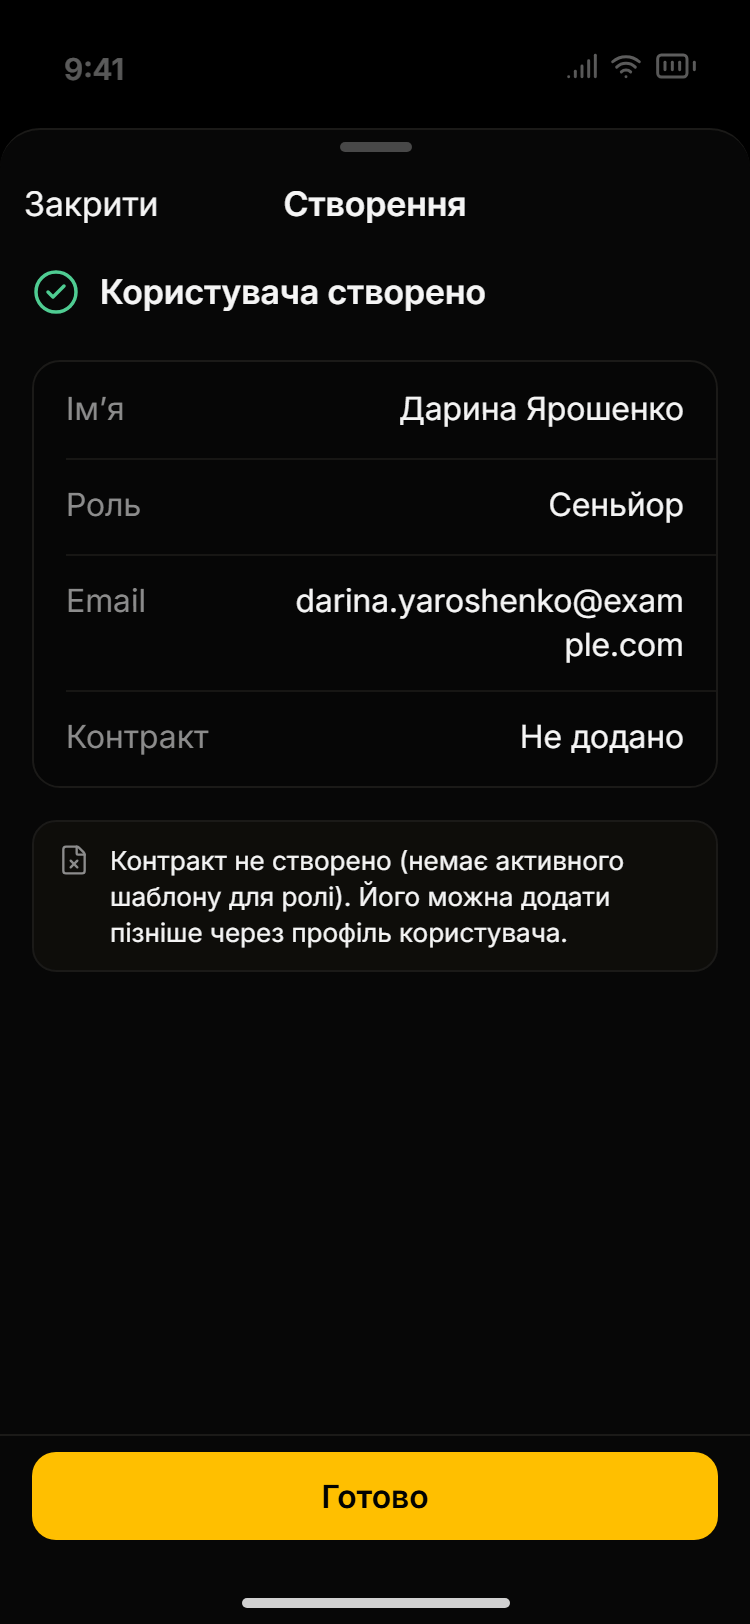 9:41
Закрити
Створення
Користувача створено
Ім’я
Дарина Ярошенко
Роль
Сеньйор
Email
darina.yaroshenko@exam
ple.com
Контракт
Не додано
Контракт не створено (немає активного
шаблону для ролі). Його можна додати
пізніше через профіль користувача.
Готово